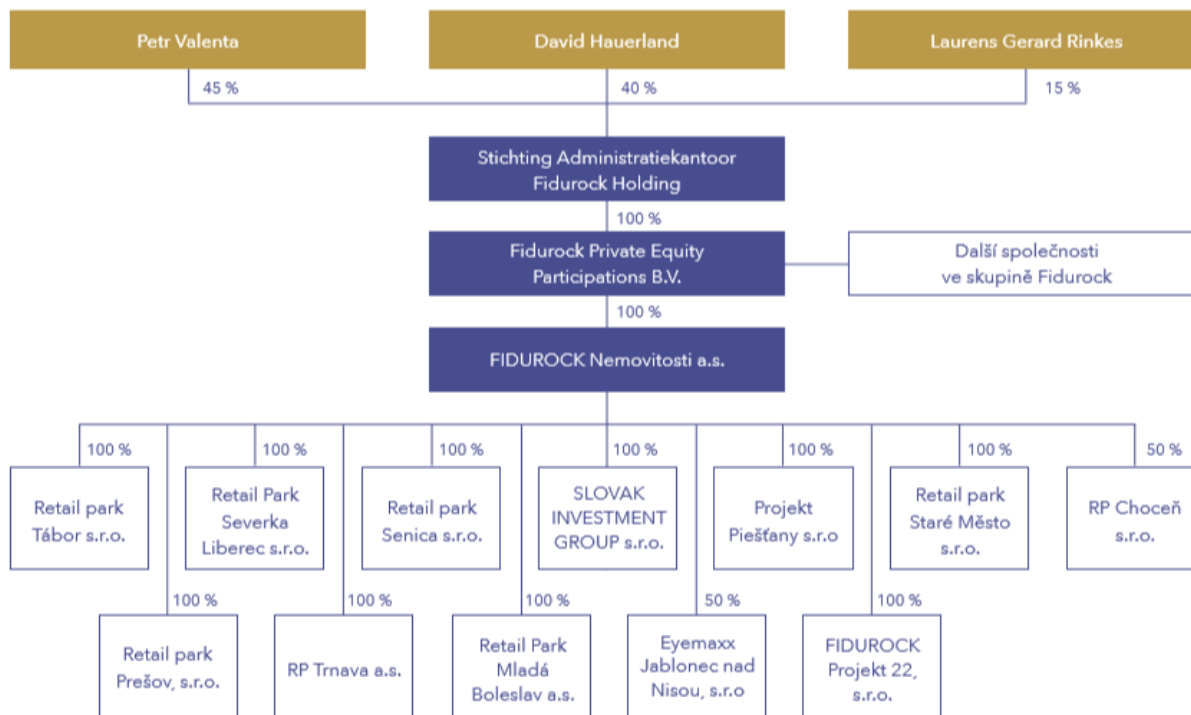 Petr Valenta
David Hauerland
Laurens Gerard Rinkes
45 %
40 %
15 %
Stichting Administratiekantoor
Fidurock Holding
100 %
Fidurock Private Equity
Participations B.V.
Další společnosti
ve skupině Fidurock
100 %
FIDUROCK Nemovitosti a.s.
100 %
100 %
100 %
100 %
100 %
100 %
50 %
Retail park
Tábor s.r.o.
Retail Park
Severka
Liberec s.r.o.
Retail park
Senica s.r.o.
SLOVAK
INVESTMENT
GROUP s.r.o.
Projekt
Piešťany s.r.o
Retail park
Staré Město
s.r.o.
RP Choceň
s.r.o.
100 %
100 %
100 %
50 %
100 %
Retail park
Prešov, s.r.o.
RP Trnava a.s.
Retail Park
Mladá
Boleslav a.s.
Eyemaxx
Jablonec nad
Nisou, s.r.o
FIDUROCK
Projekt 22,
s.r.o.